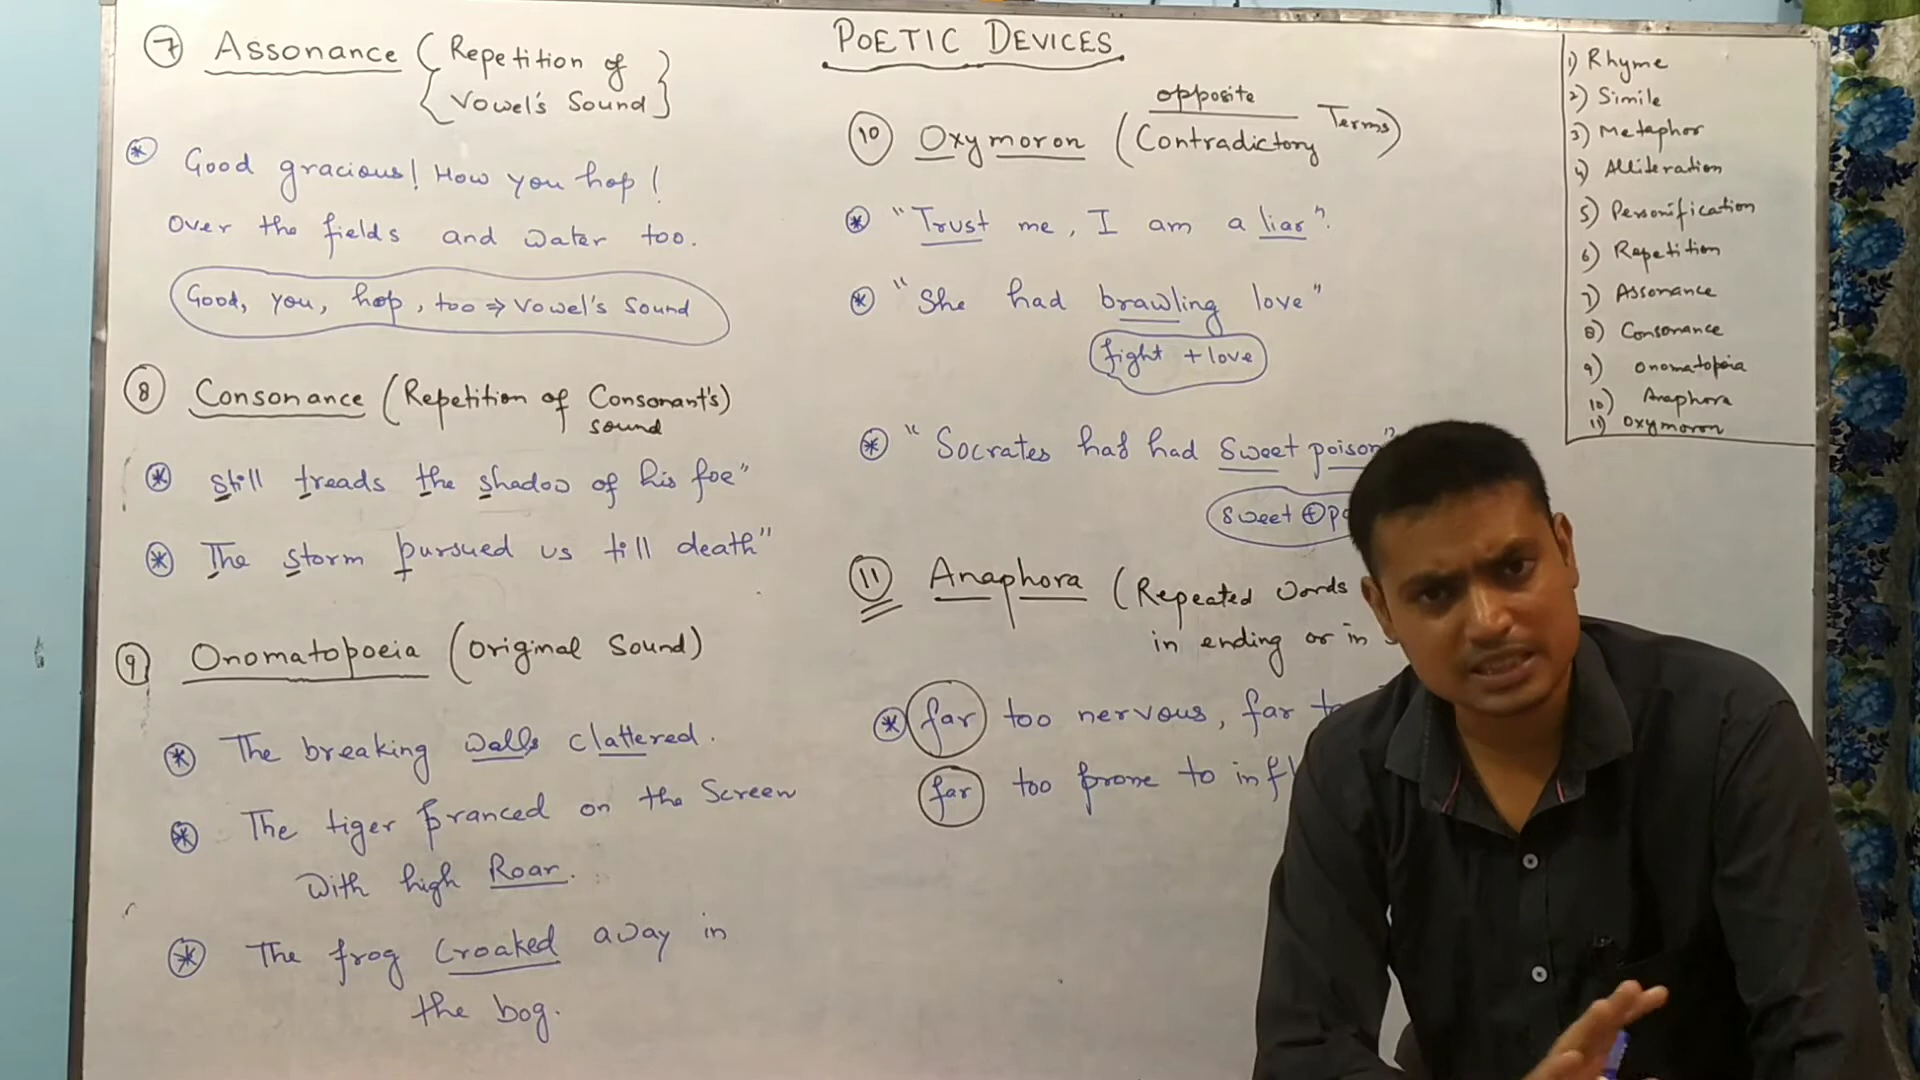 POETIC DEVICES
7 Assonance (Repetition of
Vowel's Sound)
* Good gracious! How you hop!
Over the fields and water too.
Good, you, hop, too ⇒ Vowel's Sound
8 Consonance (Repetition of Consonant's)
sound
* Still treads the shadow of his foe"
* The storm pursued us till death"
9 Onomatopoeia (Original Sound)
* The breaking walls clattered.
* The tiger pranced on the Screen
With high Roar.
* The frog Croaked away in
the bog.
opposite
10 Oxymoron (Contradictory Terms)
* "Trust me, I am a liar".
* "She had brawling love"
fight + love
* "Socrates had had Sweet poison"
Sweet +
11 Anaphora (Repeated words
in ending or in
* far too nervous, far
far too prone to
1) Rhyme
2) Simile
3) Metaphor
4) Alliteration
5) Personification
6) Repetition
7) Assonance
8) Consonance
9) Onomatopoeia
10) Anaphora
11) Oxymoron